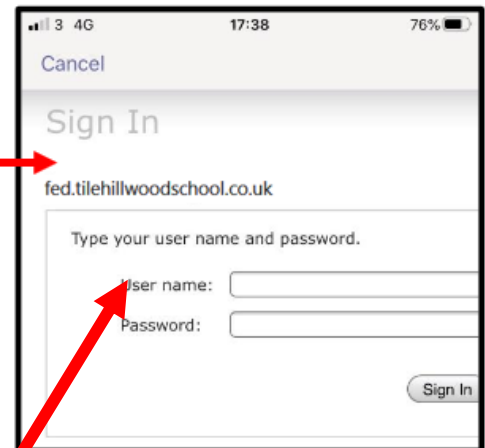 3 4G 17:38 76%
Cancel
Sign In
fed.tilehillwoodschool.co.uk
Type your user name and password.
User name:
Password:
Sign In